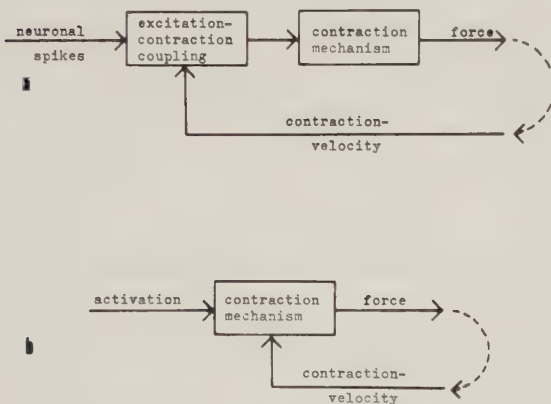 neuronal
spikes
excitation-
contraction
coupling
contraction
mechanism
force
a
contraction-
velocity
activation
contraction
mechanism
force
b
contraction-
velocity